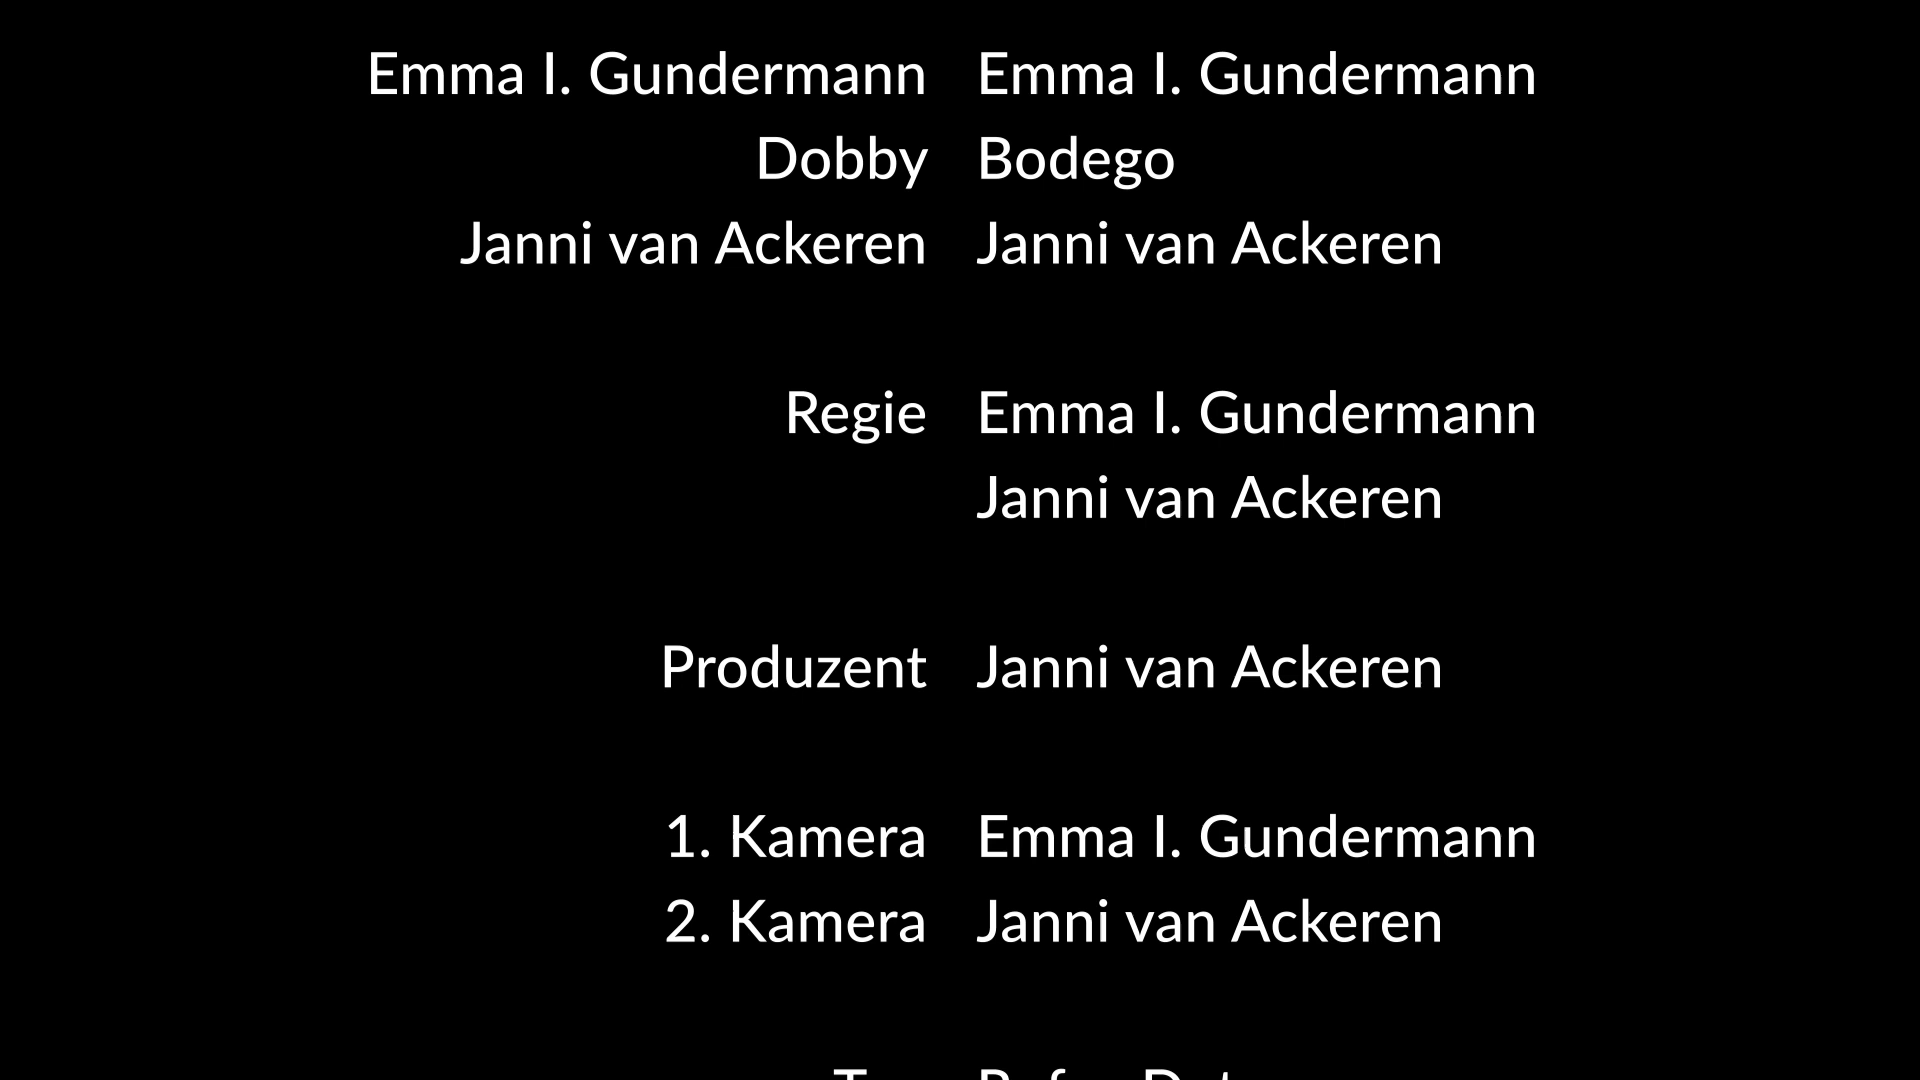 Emma I. Gundermann Emma I. Gundermann
Dobby Bodego
Janni van Ackeren Janni van Ackeren
Regie Emma I. Gundermann
Janni van Ackeren
Produzent Janni van Ackeren
1. Kamera Emma I. Gundermann
2. Kamera Janni van Ackeren